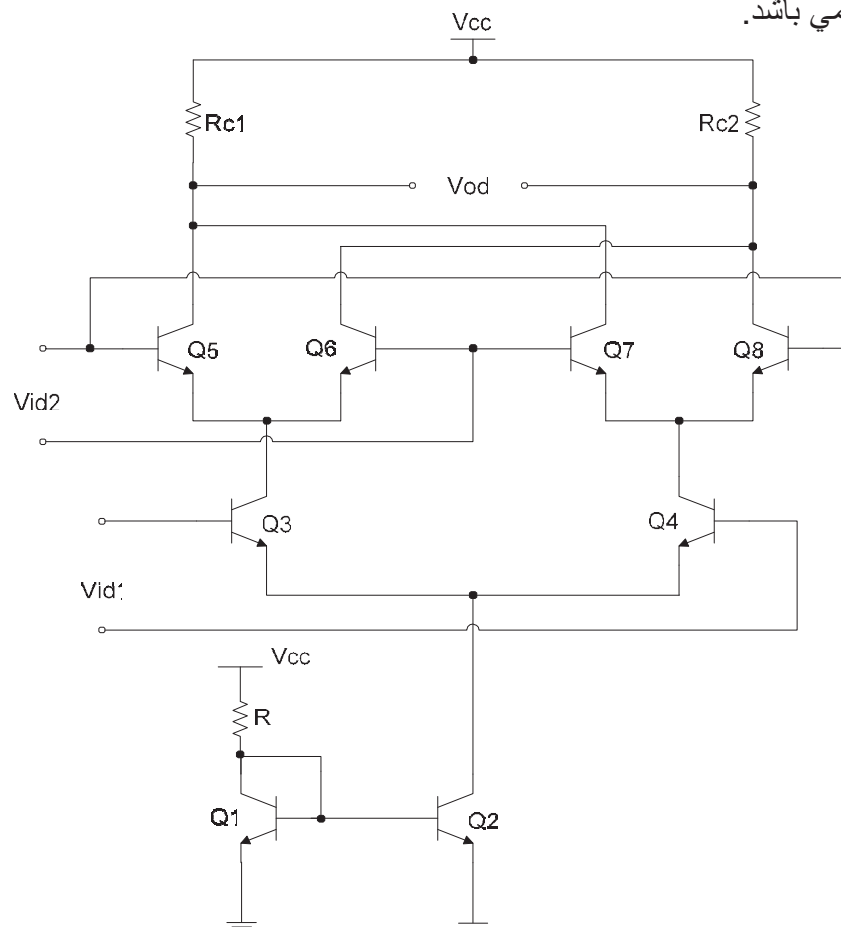 مي باشد.
Vcc
Rc1
Rc2
Vod
Q5
Q6
Q7
Q8
Vid2
Q3
Q4
Vid1
Vcc
R
Q1
Q2